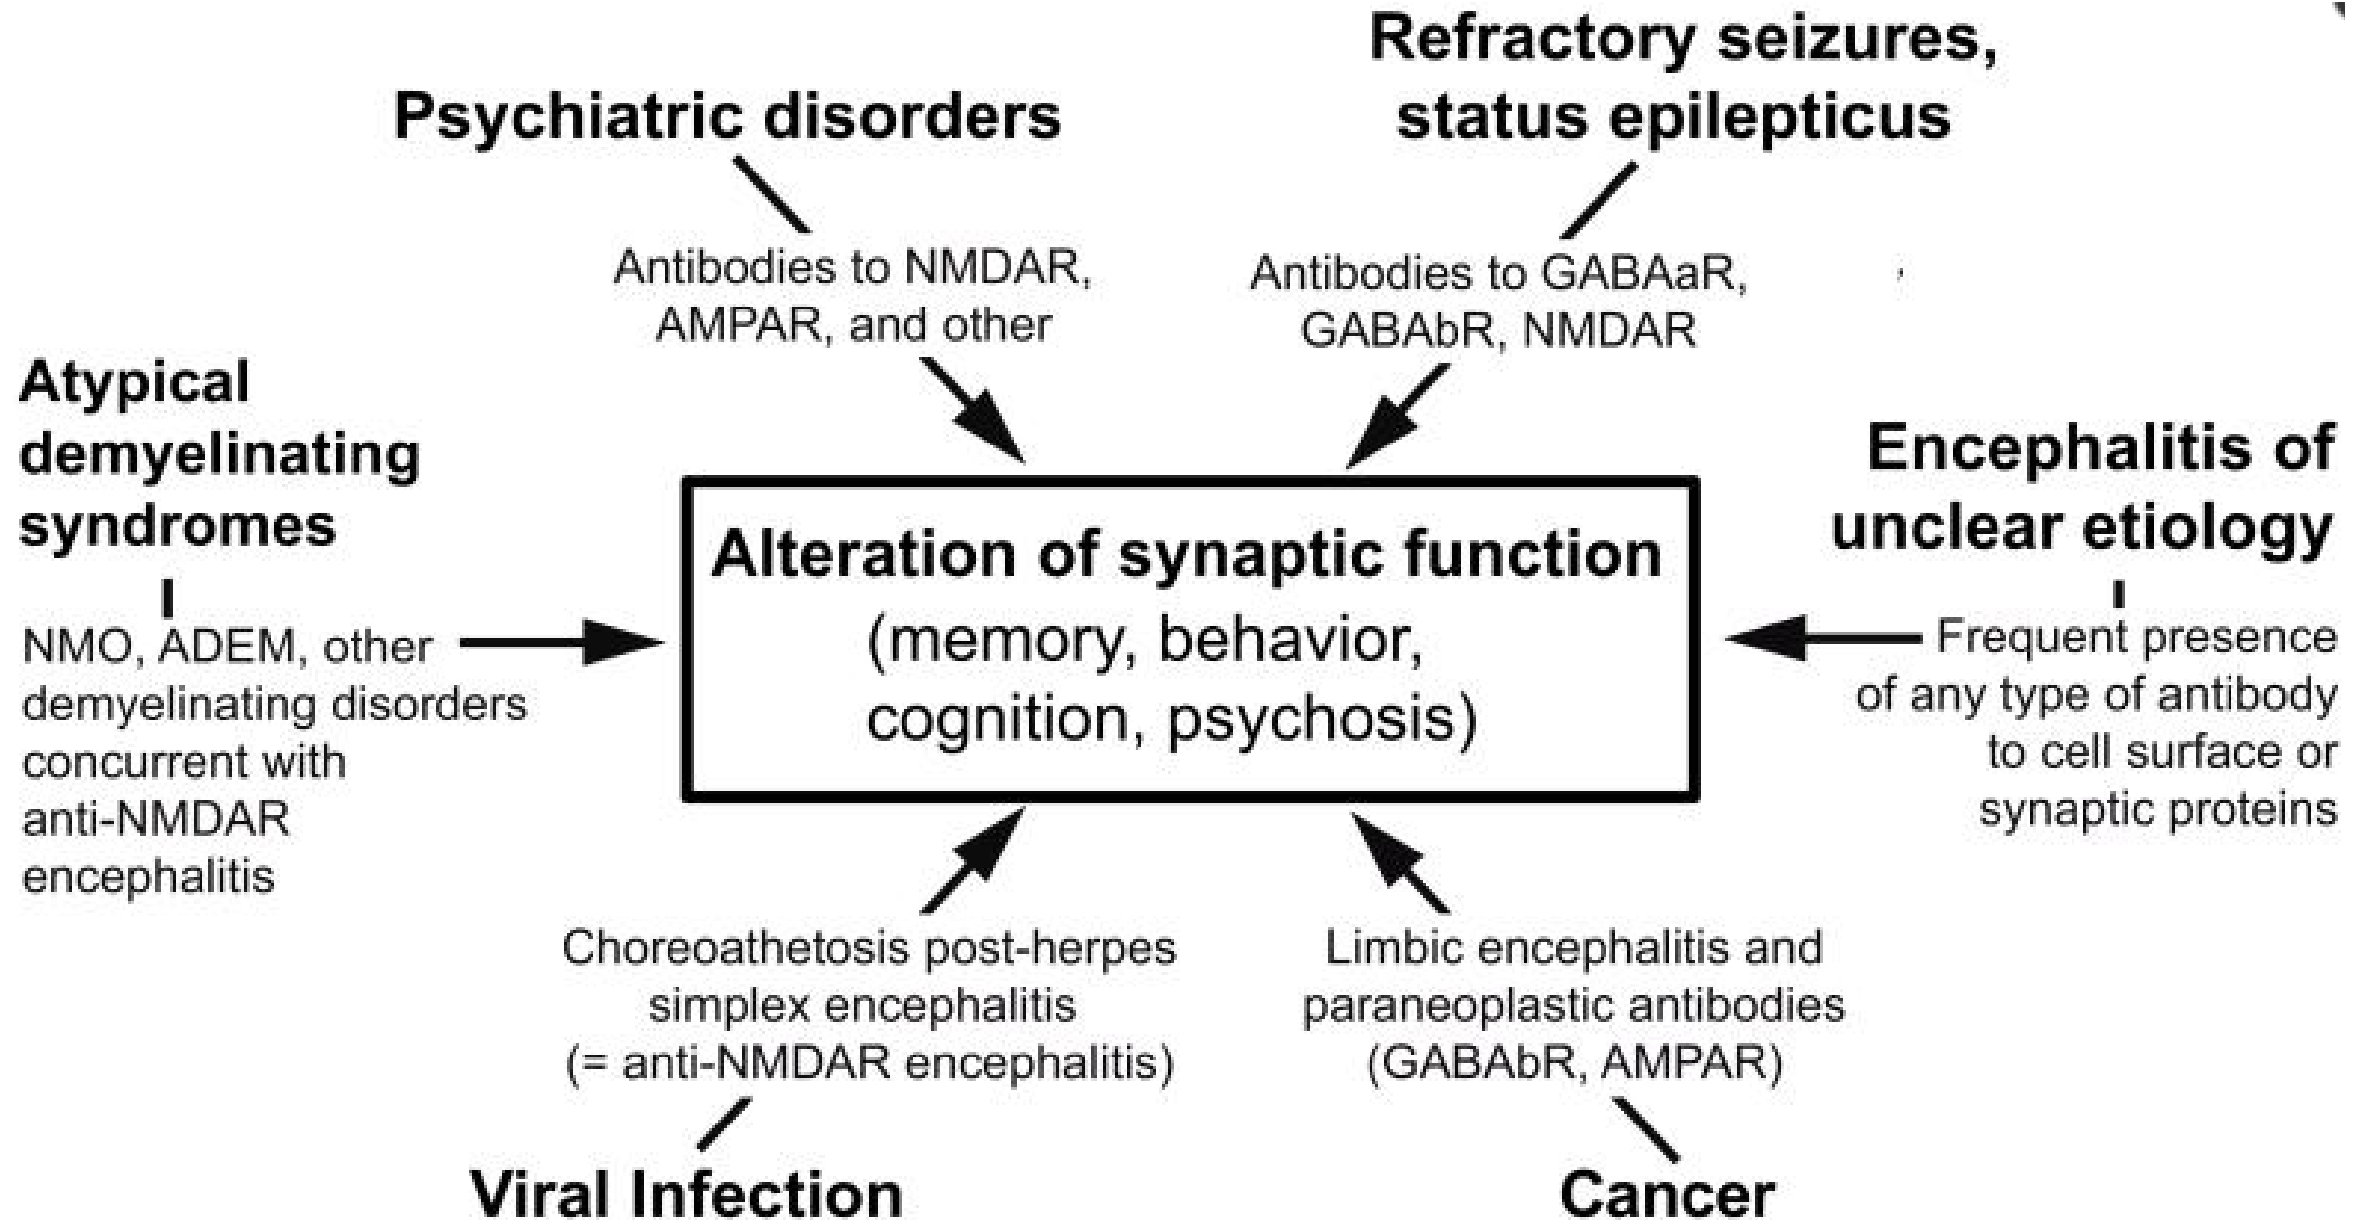 Refractory seizures,
status epilepticus
Psychiatric disorders
Antibodies to NMDAR,
AMPAR, and other
Antibodies to GABAaR,
GABAbR, NMDAR
Atypical
demyelinating
syndromes
NMO, ADEM, other
demyelinating disorders
concurrent with
anti-NMDAR
encephalitis
Alteration of synaptic function
(memory, behavior,
cognition, psychosis)
Encephalitis of
unclear etiology
Frequent presence
of any type of antibody
to cell surface or
synaptic proteins
Choreoathetosis post-herpes
simplex encephalitis
(= anti-NMDAR encephalitis)
Viral Infection
Limbic encephalitis and
paraneoplastic antibodies
(GABAbR, AMPAR)
Cancer